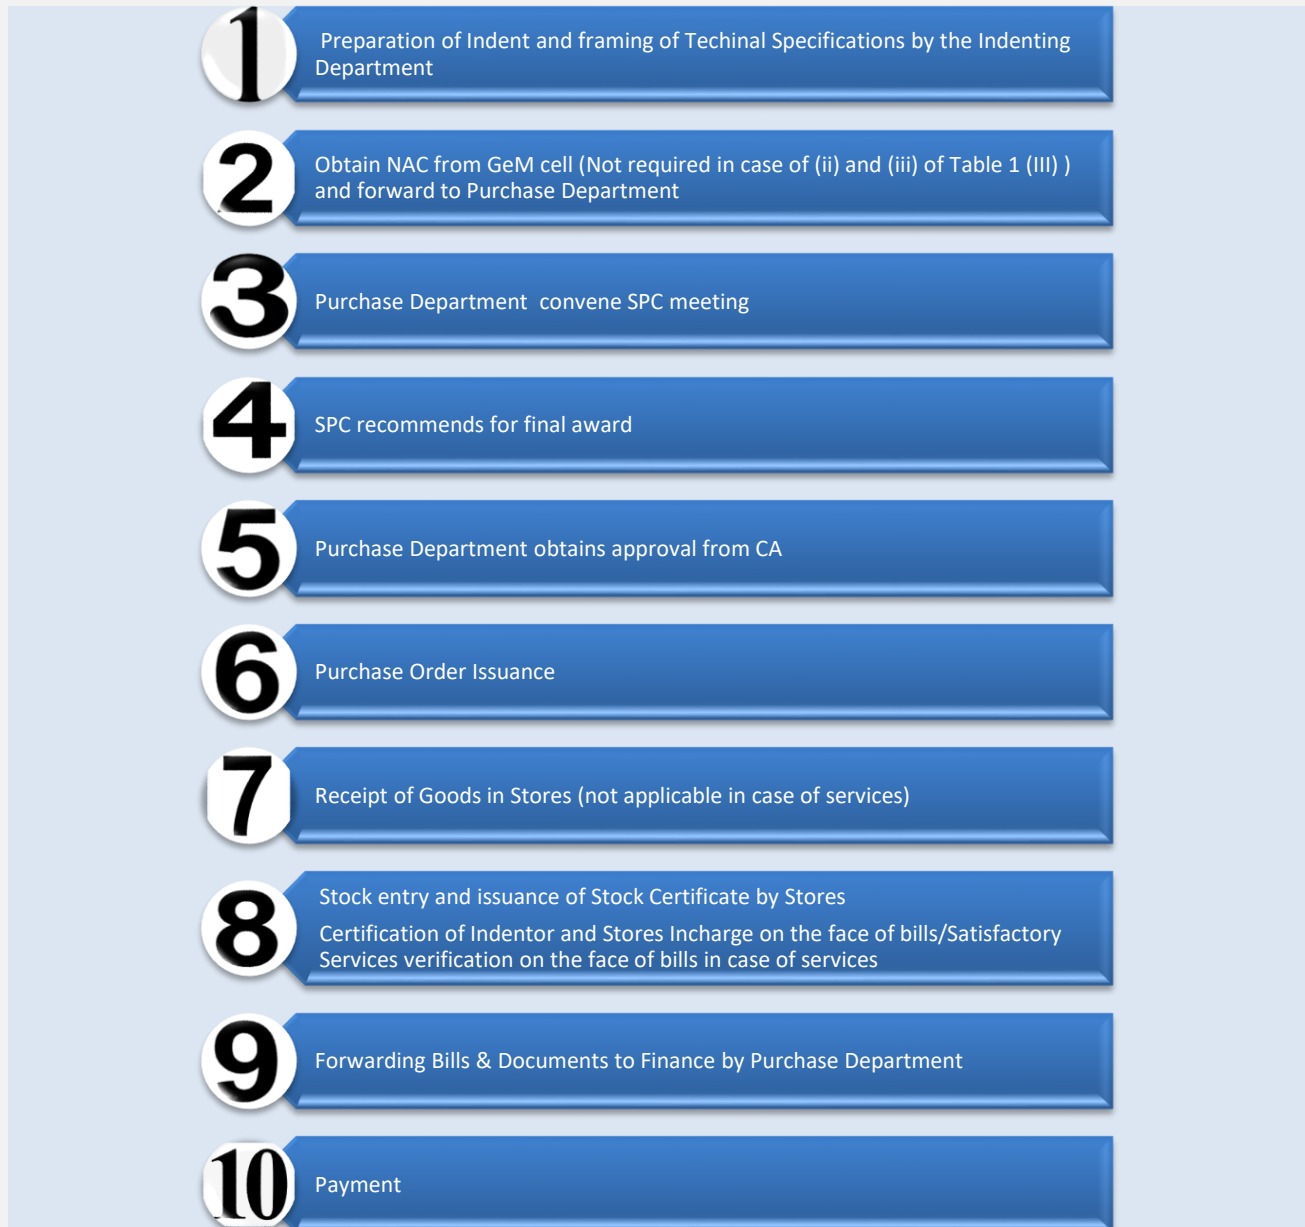 1
Preparation of Indent and framing of Techinal Specifications by the Indenting
Department
2
Obtain NAC from GeM cell (Not required in case of (ii) and (iii) of Table 1 (III) )
and forward to Purchase Department
3
Purchase Department  convene SPC meeting
4
SPC recommends for final award
5
Purchase Department obtains approval from CA
6
Purchase Order Issuance
7
Receipt of Goods in Stores (not applicable in case of services)
8
Stock entry and issuance of Stock Certificate by Stores
Certification of Indentor and Stores Incharge on the face of bills/Satisfactory
Services verification on the face of bills in case of services
9
Forwarding Bills & Documents to Finance by Purchase Department
10
Payment